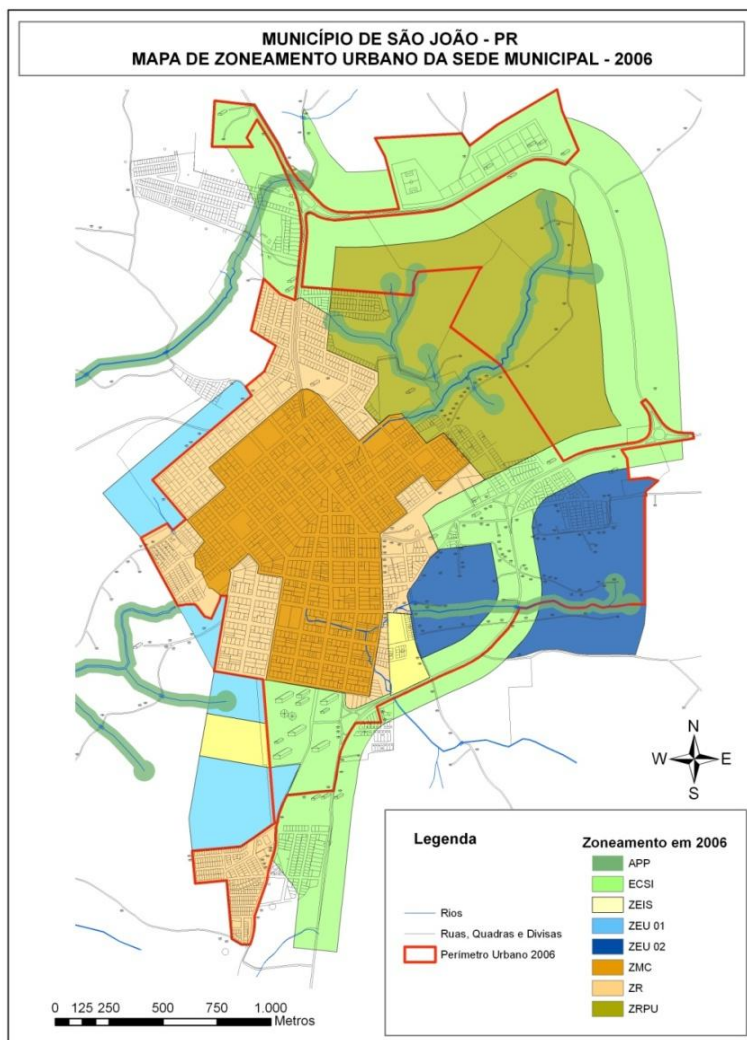 MUNICÍPIO DE SÃO JOÃO - PR
MAPA DE ZONEAMENTO URBANO DA SEDE MUNICIPAL - 2006
N
W E
S
Legenda
Rios
Ruas, Quadras e Divisas
Perímetro Urbano 2006
Zoneamento em 2006
APP
ECSI
ZEIS
ZEU 01
ZEU 02
ZMC
ZR
ZRPU
0 125 250 500 750 1.000
Metros